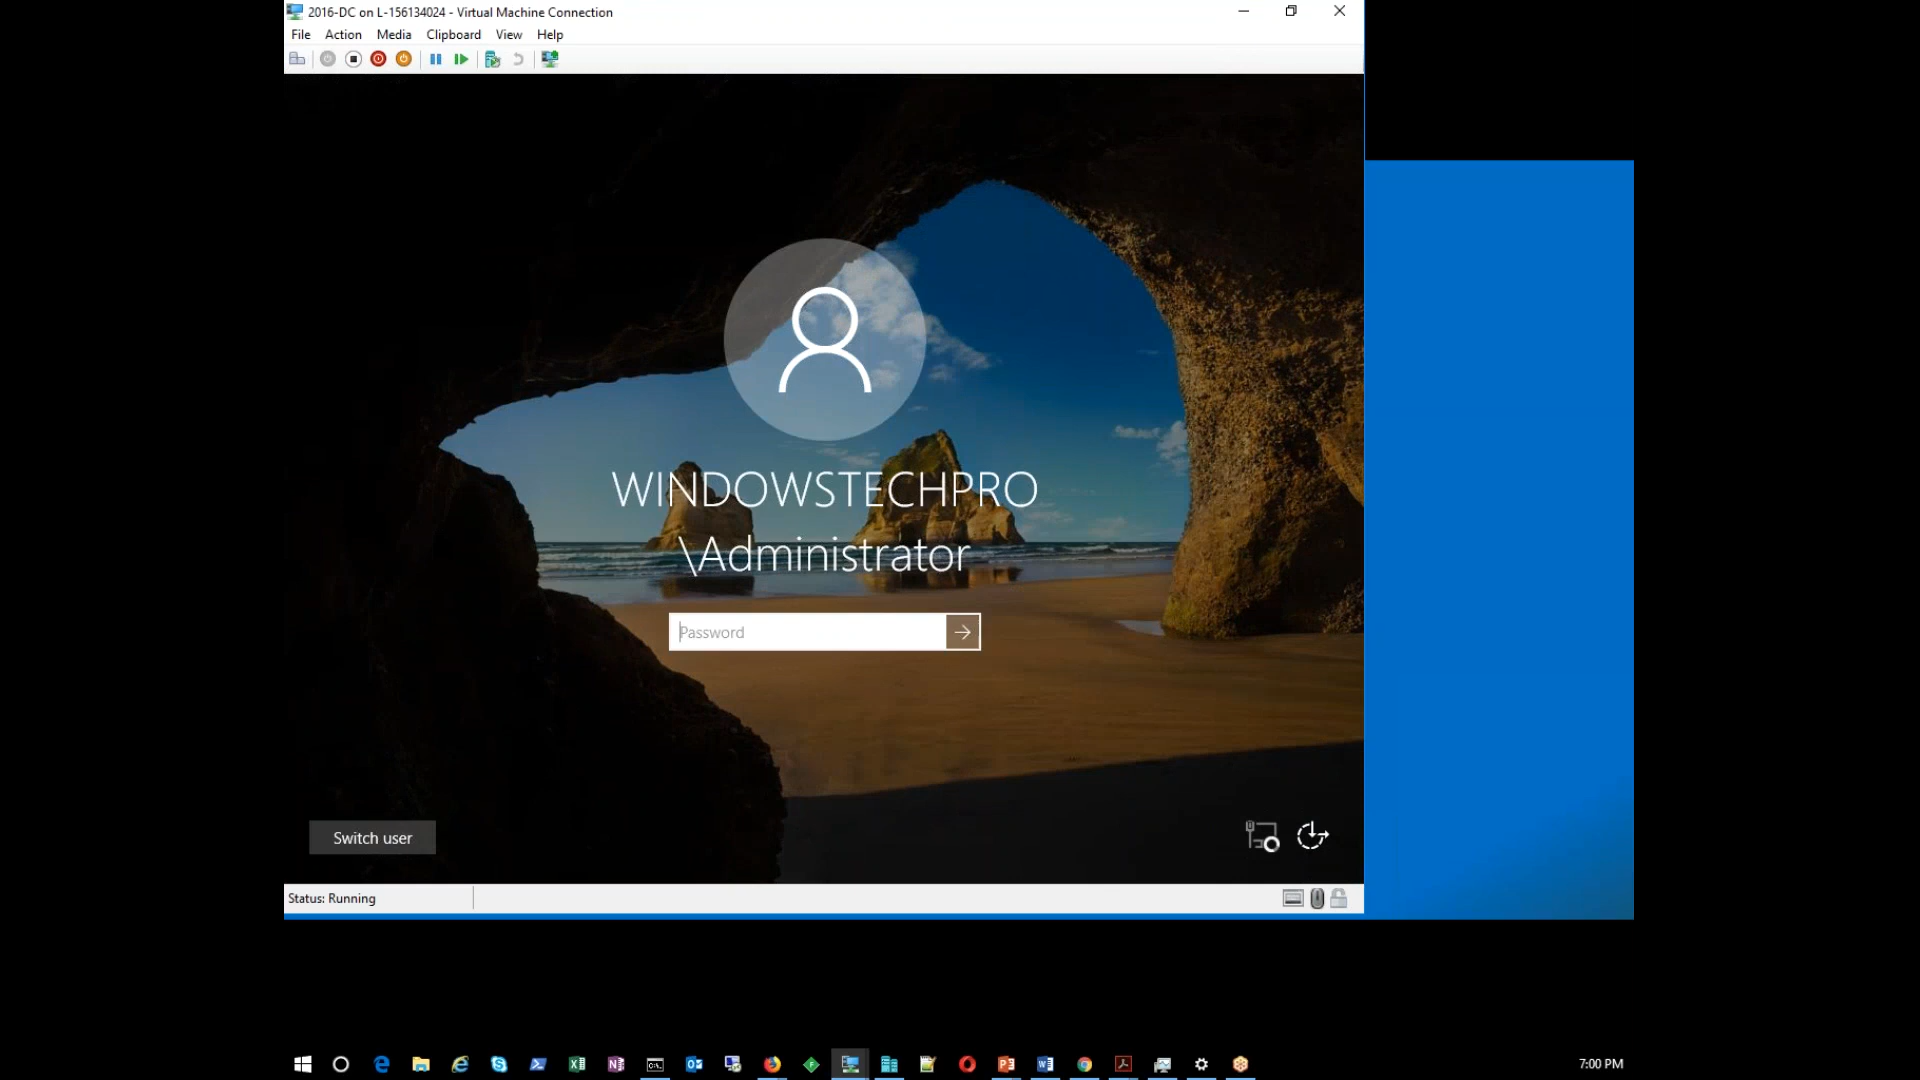 2016-DC on L-156134024 - Virtual Machine Connection
File Action Media Clipboard View Help
WINDOWSTECHPRO
\Administrator
Password
Switch user
Status: Running
7:00 PM